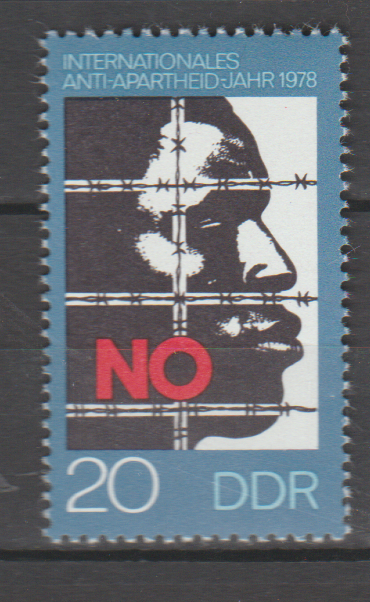 INTERNATIONALES
ANTI-APARTHEID-JAHR 1978
NO
20 DDR